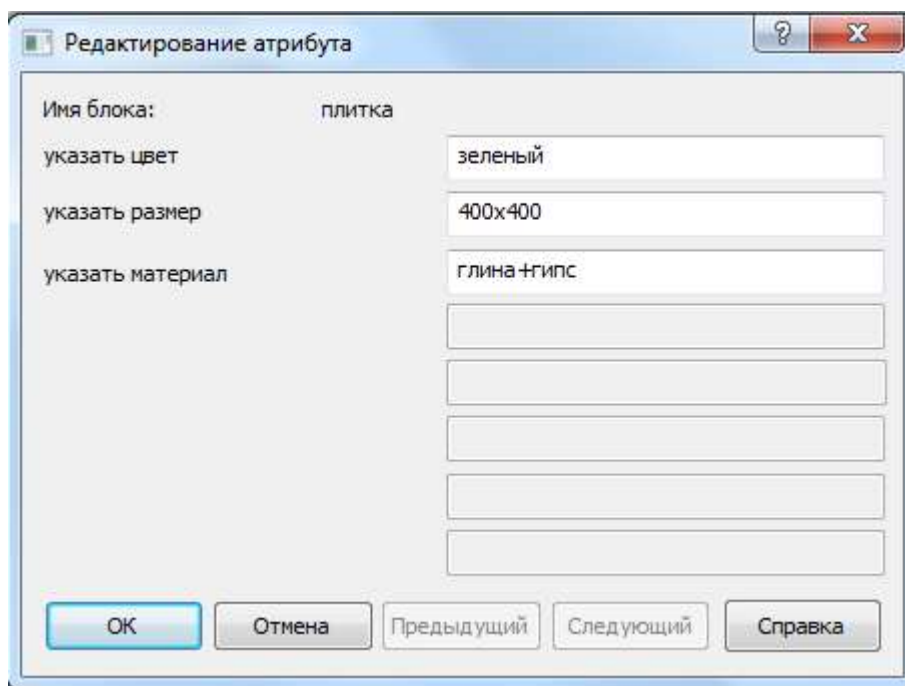 Редактирование атрибута
Имя блока: плитка
указать цвет зеленый
указать размер 400x400
указать материал глина+гипс
ОК Отмена Предыдущий Следующий Справка